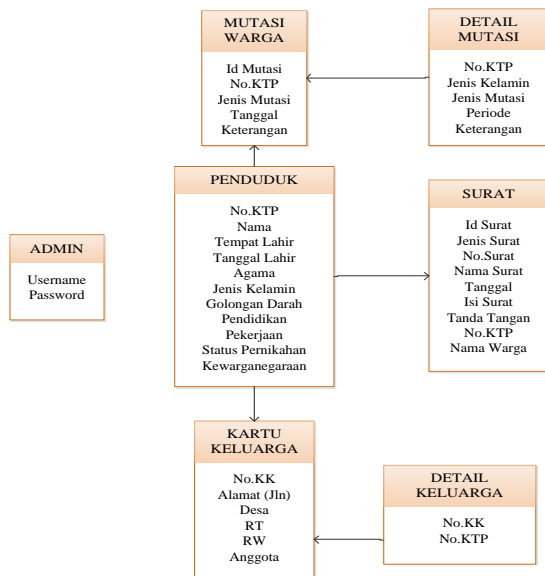 MUTASI
WARGA
Id Mutasi
No.KTP
Jenis Mutasi
Tanggal
Keterangan
DETAIL
MUTASI
No.KTP
Jenis Kelamin
Jenis Mutasi
Periode
Keterangan
PENDUDUK
No.KTP
Nama
Tempat Lahir
Tanggal Lahir
Agama
Jenis Kelamin
Golongan Darah
Pendidikan
Pekerjaan
Status Pernikahan
Kewarganegaraan
SURAT
Id Surat
Jenis Surat
No.Surat
Nama Surat
Tanggal
Isi Surat
Tanda Tangan
No.KTP
Nama Warga
ADMIN
Username
Password
KARTU
KELUARGA
No.KK
Alamat (Jln)
Desa
RT
RW
Anggota
DETAIL
KELUARGA
No.KK
No.KTP